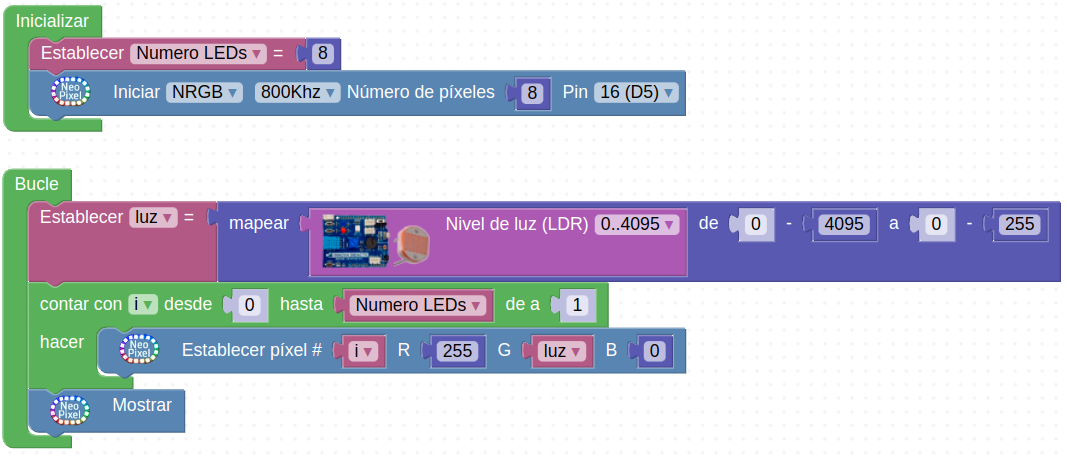 Inicializar
Establecer Numero LEDs = 8
Neo Pixel Iniciar NRGB 800Khz Número de píxeles 8 Pin 16 (D5)
Bucle
Establecer luz = mapear Nivel de luz (LDR) 0..4095 de 0 - 4095 a 0 - 255
contar con i desde 0 hasta Numero LEDs de a 1
hacer Neo Pixel Establecer píxel # i R 255 G luz B 0
Neo Pixel Mostrar